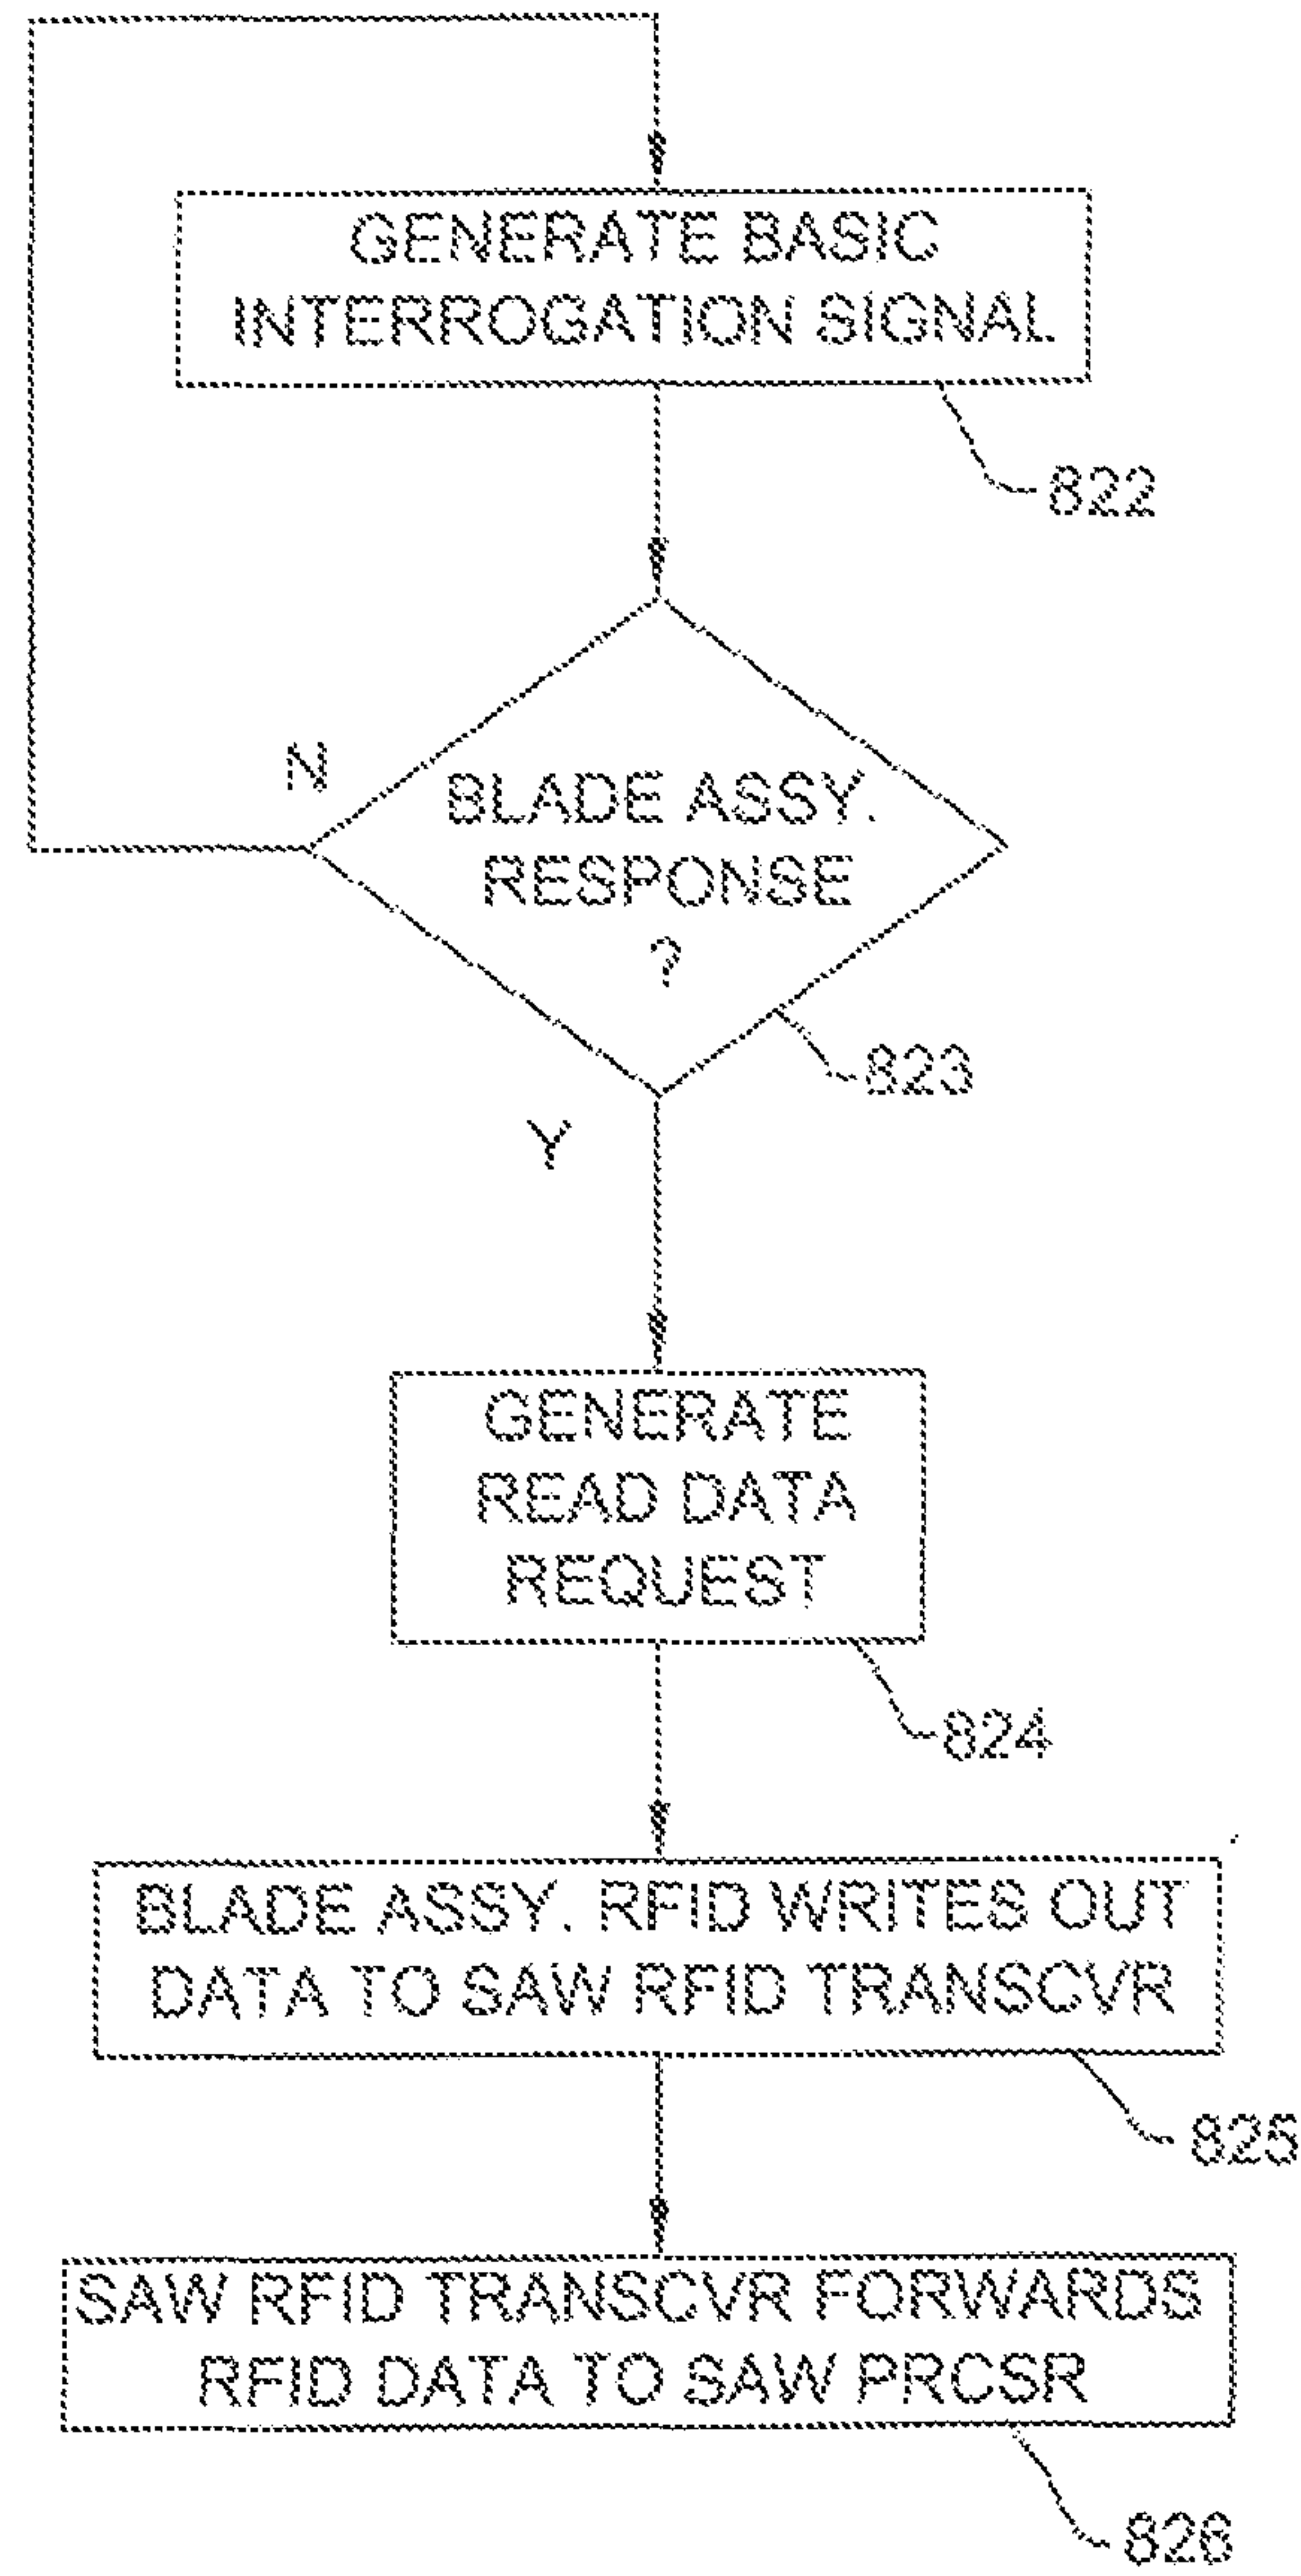 GENERATE BASIC
INTERROGATION SIGNAL
822
N
BLADE ASSY.
RESPONSE
?
823
Y
GENERATE
READ DATA
REQUEST
824
BLADE ASSY. RFID WRITES OUT
DATA TO SAW RFID TRANSCVR
825
SAW RFID TRANSCVR FORWARDS
RFID DATA TO SAW PRCSR
826